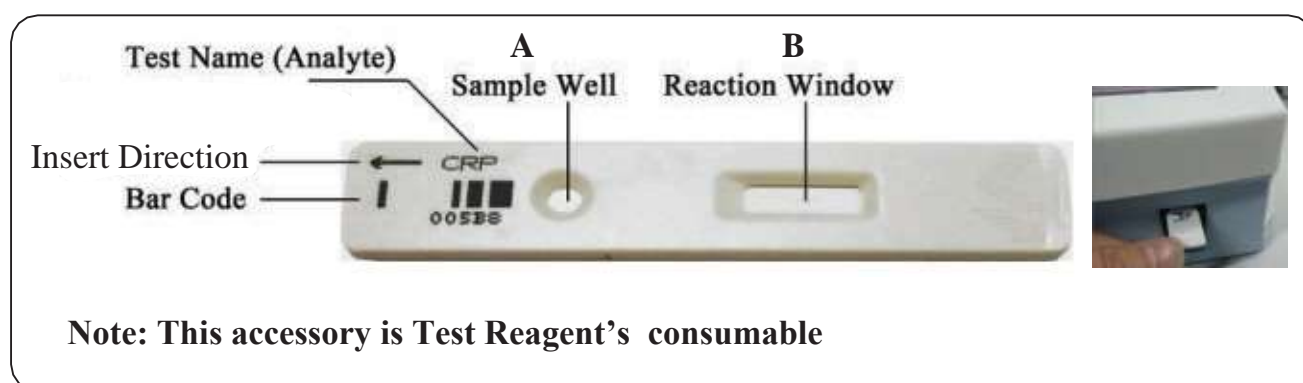 A
B
Test Name (Analyte)
Sample Well
Reaction Window
Insert Direction
CRP
Bar Code
005B8
Note: This accessory is Test Reagent's consumable